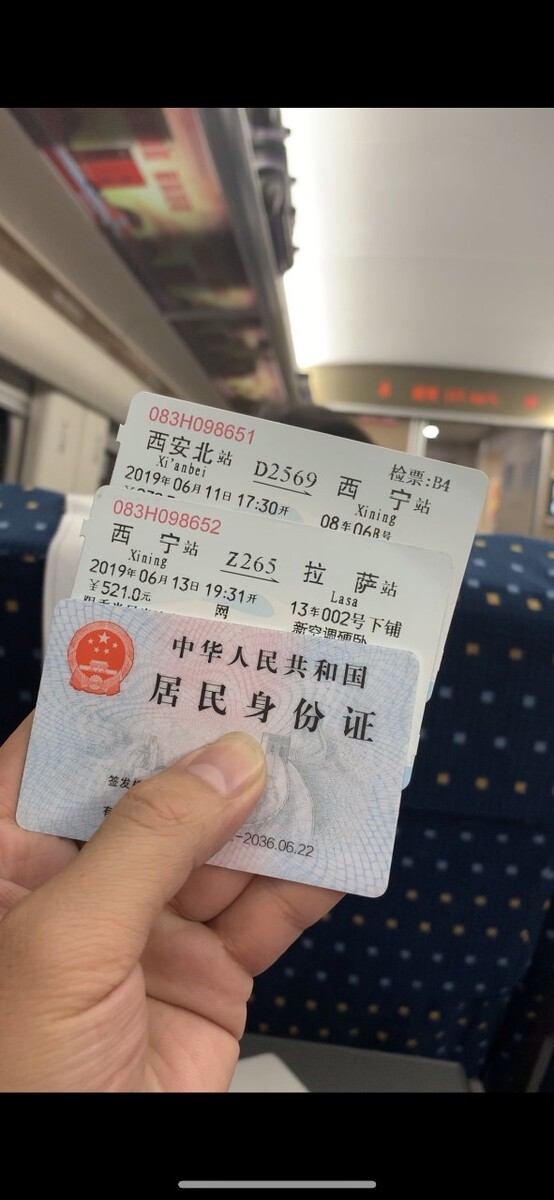 083H098651
检票:B4
西安北站 D2569 西宁站
Xi'anbei Xining
2019年06月11日 17:30开 08车06B号
083H098652
西宁站 Z265 拉萨站
Xining Lasa
2019年06月13日 19:31开 13车002号下铺
¥521.0元 网 新空调硬卧
中华人民共和国
居民身份证
签发
有
-2036.06.22